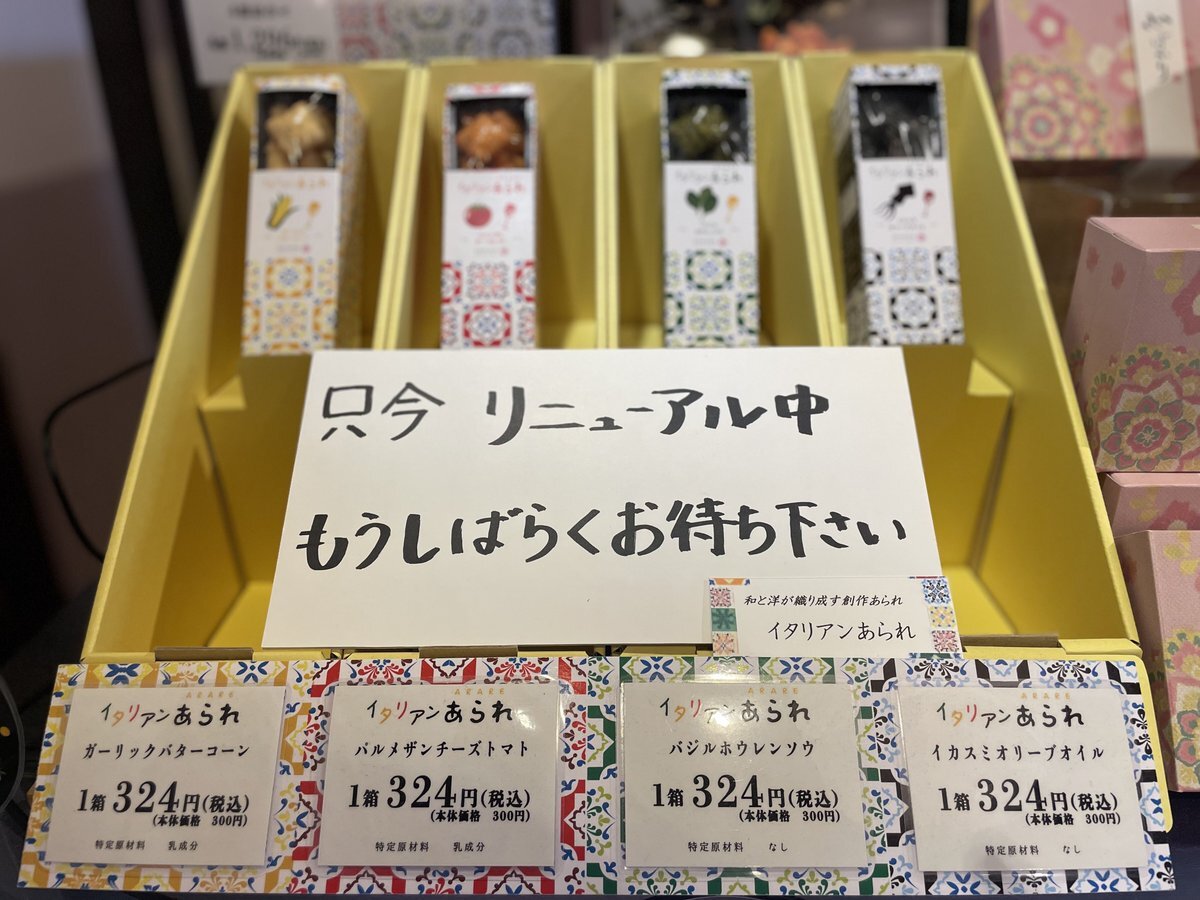 只今 リニューアル中
もうしばらくお待ち下さい
和と洋が織り成す創作あられ
イタリアンあられ
ARARE
イタリアンあられ
ガーリックバターコーン
1箱 324円(税込)
(本体価格 300円)
特定原材料 乳成分
ARARE
イタリアンあられ
パルメザンチーズトマト
1箱 324円(税込)
(本体価格 300円)
特定原材料 乳成分
ARARE
イタリアンあられ
バジルホウレンソウ
1箱 324円(税込)
(本体価格 300円)
特定原材料 なし
ARARE
イタリアンあられ
イカスミオリーブオイル
1箱 324円(税込)
(本体価格 300円)
特定原材料 なし